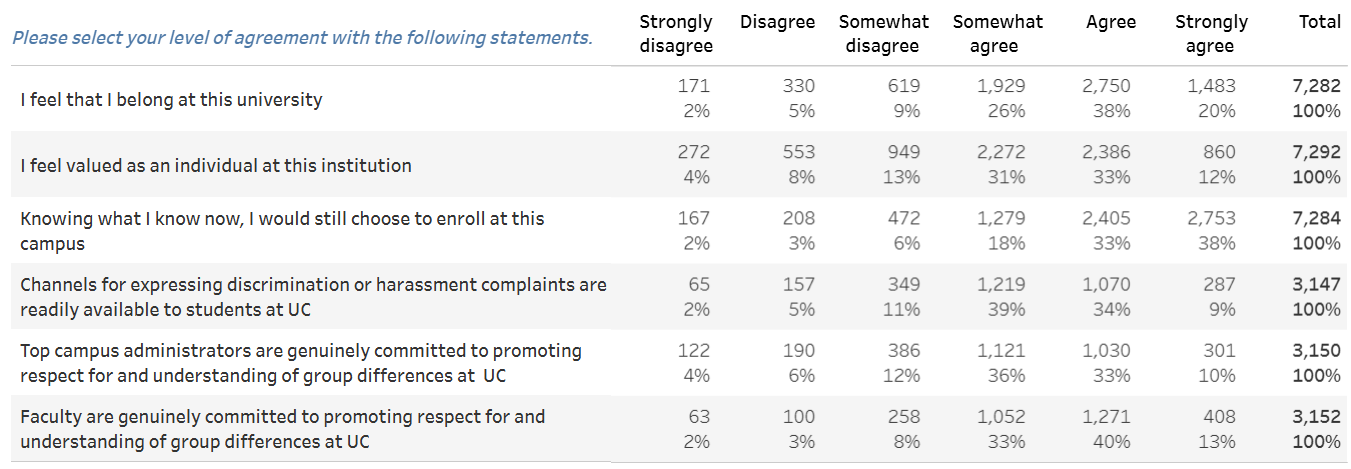 Please select your level of agreement with the following statements. Strongly disagree Disagree Somewhat disagree Somewhat agree Agree Strongly agree Total
I feel that I belong at this university 171 330 619 1,929 2,750 1,483 7,282
2% 5% 9% 26% 38% 20% 100%
I feel valued as an individual at this institution 272 553 949 2,272 2,386 860 7,292
4% 8% 13% 31% 33% 12% 100%
Knowing what I know now, I would still choose to enroll at this 167 208 472 1,279 2,405 2,753 7,284
campus 2% 3% 6% 18% 33% 38% 100%
Channels for expressing discrimination or harassment complaints are 65 157 349 1,219 1,070 287 3,147
readily available to students at UC 2% 5% 11% 39% 34% 9% 100%
Top campus administrators are genuinely committed to promoting 122 190 386 1,121 1,030 301 3,150
respect for and understanding of group differences at UC 4% 6% 12% 36% 33% 10% 100%
Faculty are genuinely committed to promoting respect for and 63 100 258 1,052 1,271 408 3,152
understanding of group differences at UC 2% 3% 8% 33% 40% 13% 100%